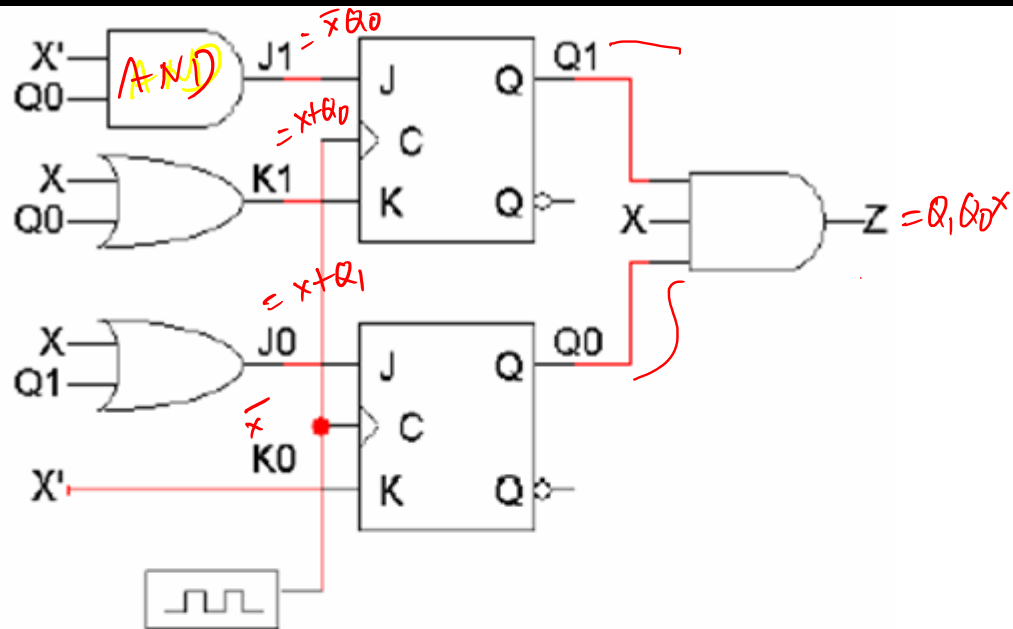 X'
Q0
AND
J1
= x̅Q0
J
Q
Q1
C
= x+Q0
X
Q0
K1
K
Q
X
Z
= Q1Q0x
= x+Q1
X
Q1
J0
J
Q
Q0
C
x̅
K0
X'
K
Q